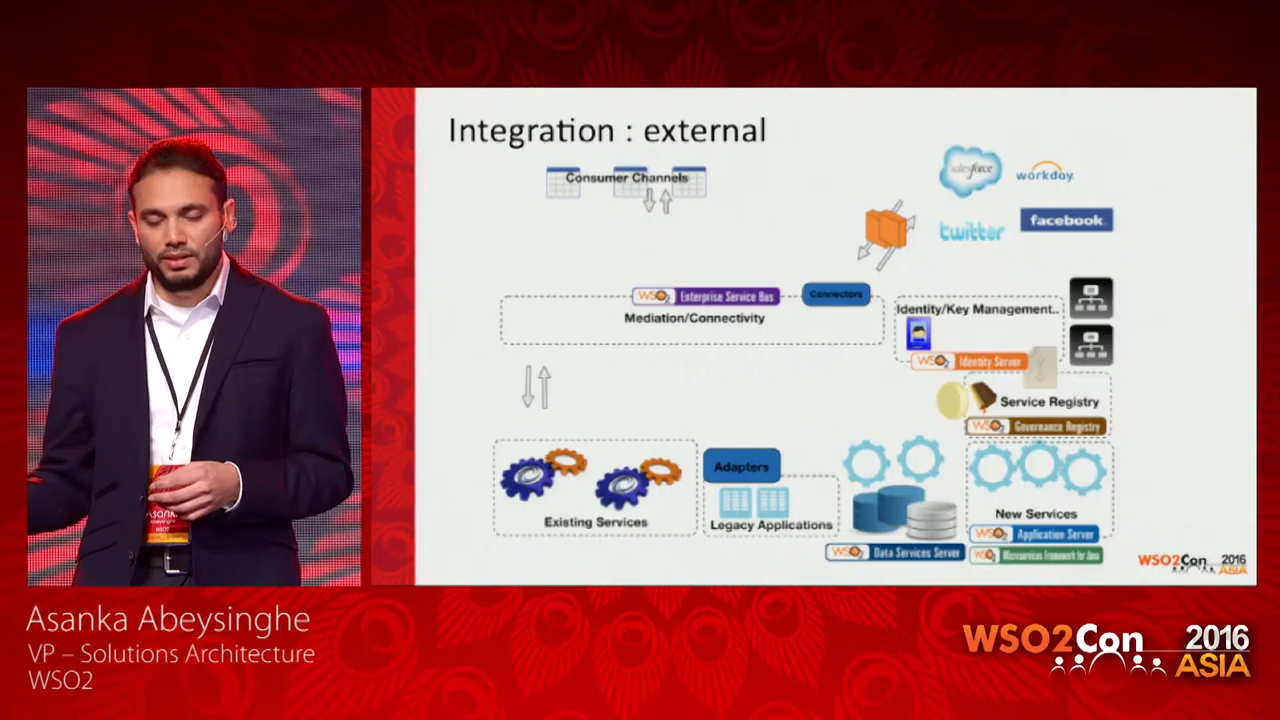 Integration : external
Consumer Channels
salesforce
workday
twitter
facebook
WSO2 Enterprise Service Bus
Connectors
Mediation/Connectivity
Identity/Key Management..
WSO2 Identity Server
Service Registry
WSO2 Governance Registry
Adapters
Existing Services
Legacy Applications
New Services
WSO2 Application Server
WSO2 Data Services Server
WSO2 Microservices Framework for Java
WSO2Con 2016
ASIA
Asanka
Abeysinghe
WSO2
Asanka Abeysinghe
VP – Solutions Architecture
WSO2
WSO2Con 2016
ASIA